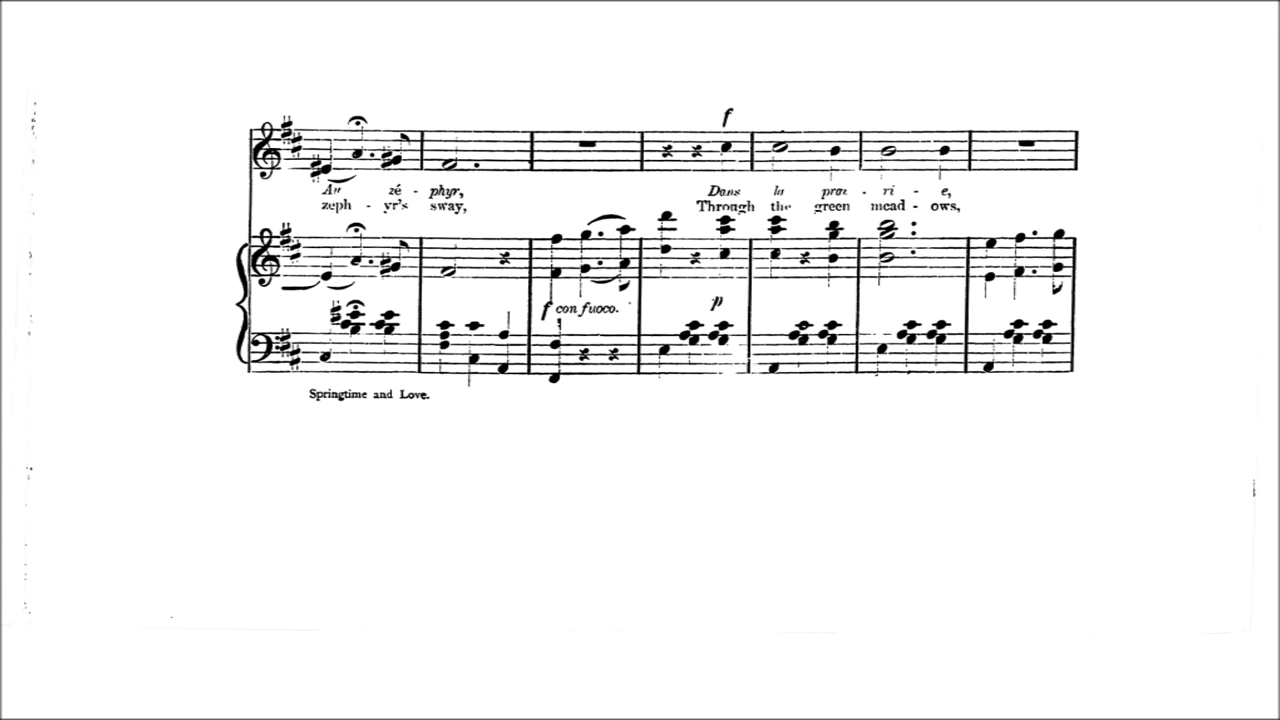 f
Au zé - phyr, Dans la prai - ri - e,
zeph - yr's sway, Through the green mead - ows,
f con fuoco. p
Springtime and Love.